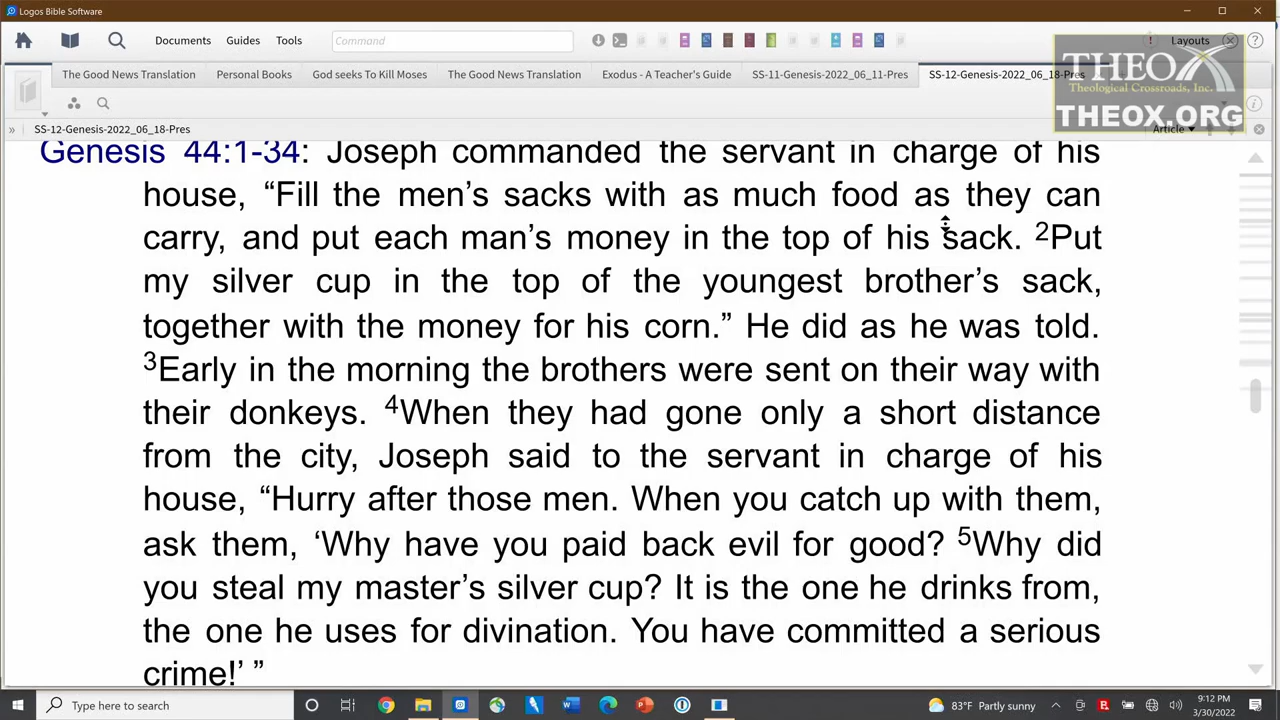 Logos Bible Software
Documents Guides Tools Command Layouts
The Good News Translation Personal Books God seeks To Kill Moses The Good News Translation Exodus - A Teacher's Guide SS-11-Genesis-2022_06_11-Pres SS-12-Genesis-2022_06_18-Pres
THEOX
Theological Crossroads, Inc.
THEOX.ORG
SS-12-Genesis-2022_06_18-Pres Article
Genesis 44:1-34: Joseph commanded the servant in charge of his
house, “Fill the men’s sacks with as much food as they can
carry, and put each man’s money in the top of his sack. 2Put
my silver cup in the top of the youngest brother’s sack,
together with the money for his corn.” He did as he was told.
3Early in the morning the brothers were sent on their way with
their donkeys. 4When they had gone only a short distance
from the city, Joseph said to the servant in charge of his
house, “Hurry after those men. When you catch up with them,
ask them, ‘Why have you paid back evil for good? 5Why did
you steal my master’s silver cup? It is the one he drinks from,
the one he uses for divination. You have committed a serious
crime!’ ”
Type here to search 83°F Partly sunny 9:12 PM
3/30/2022